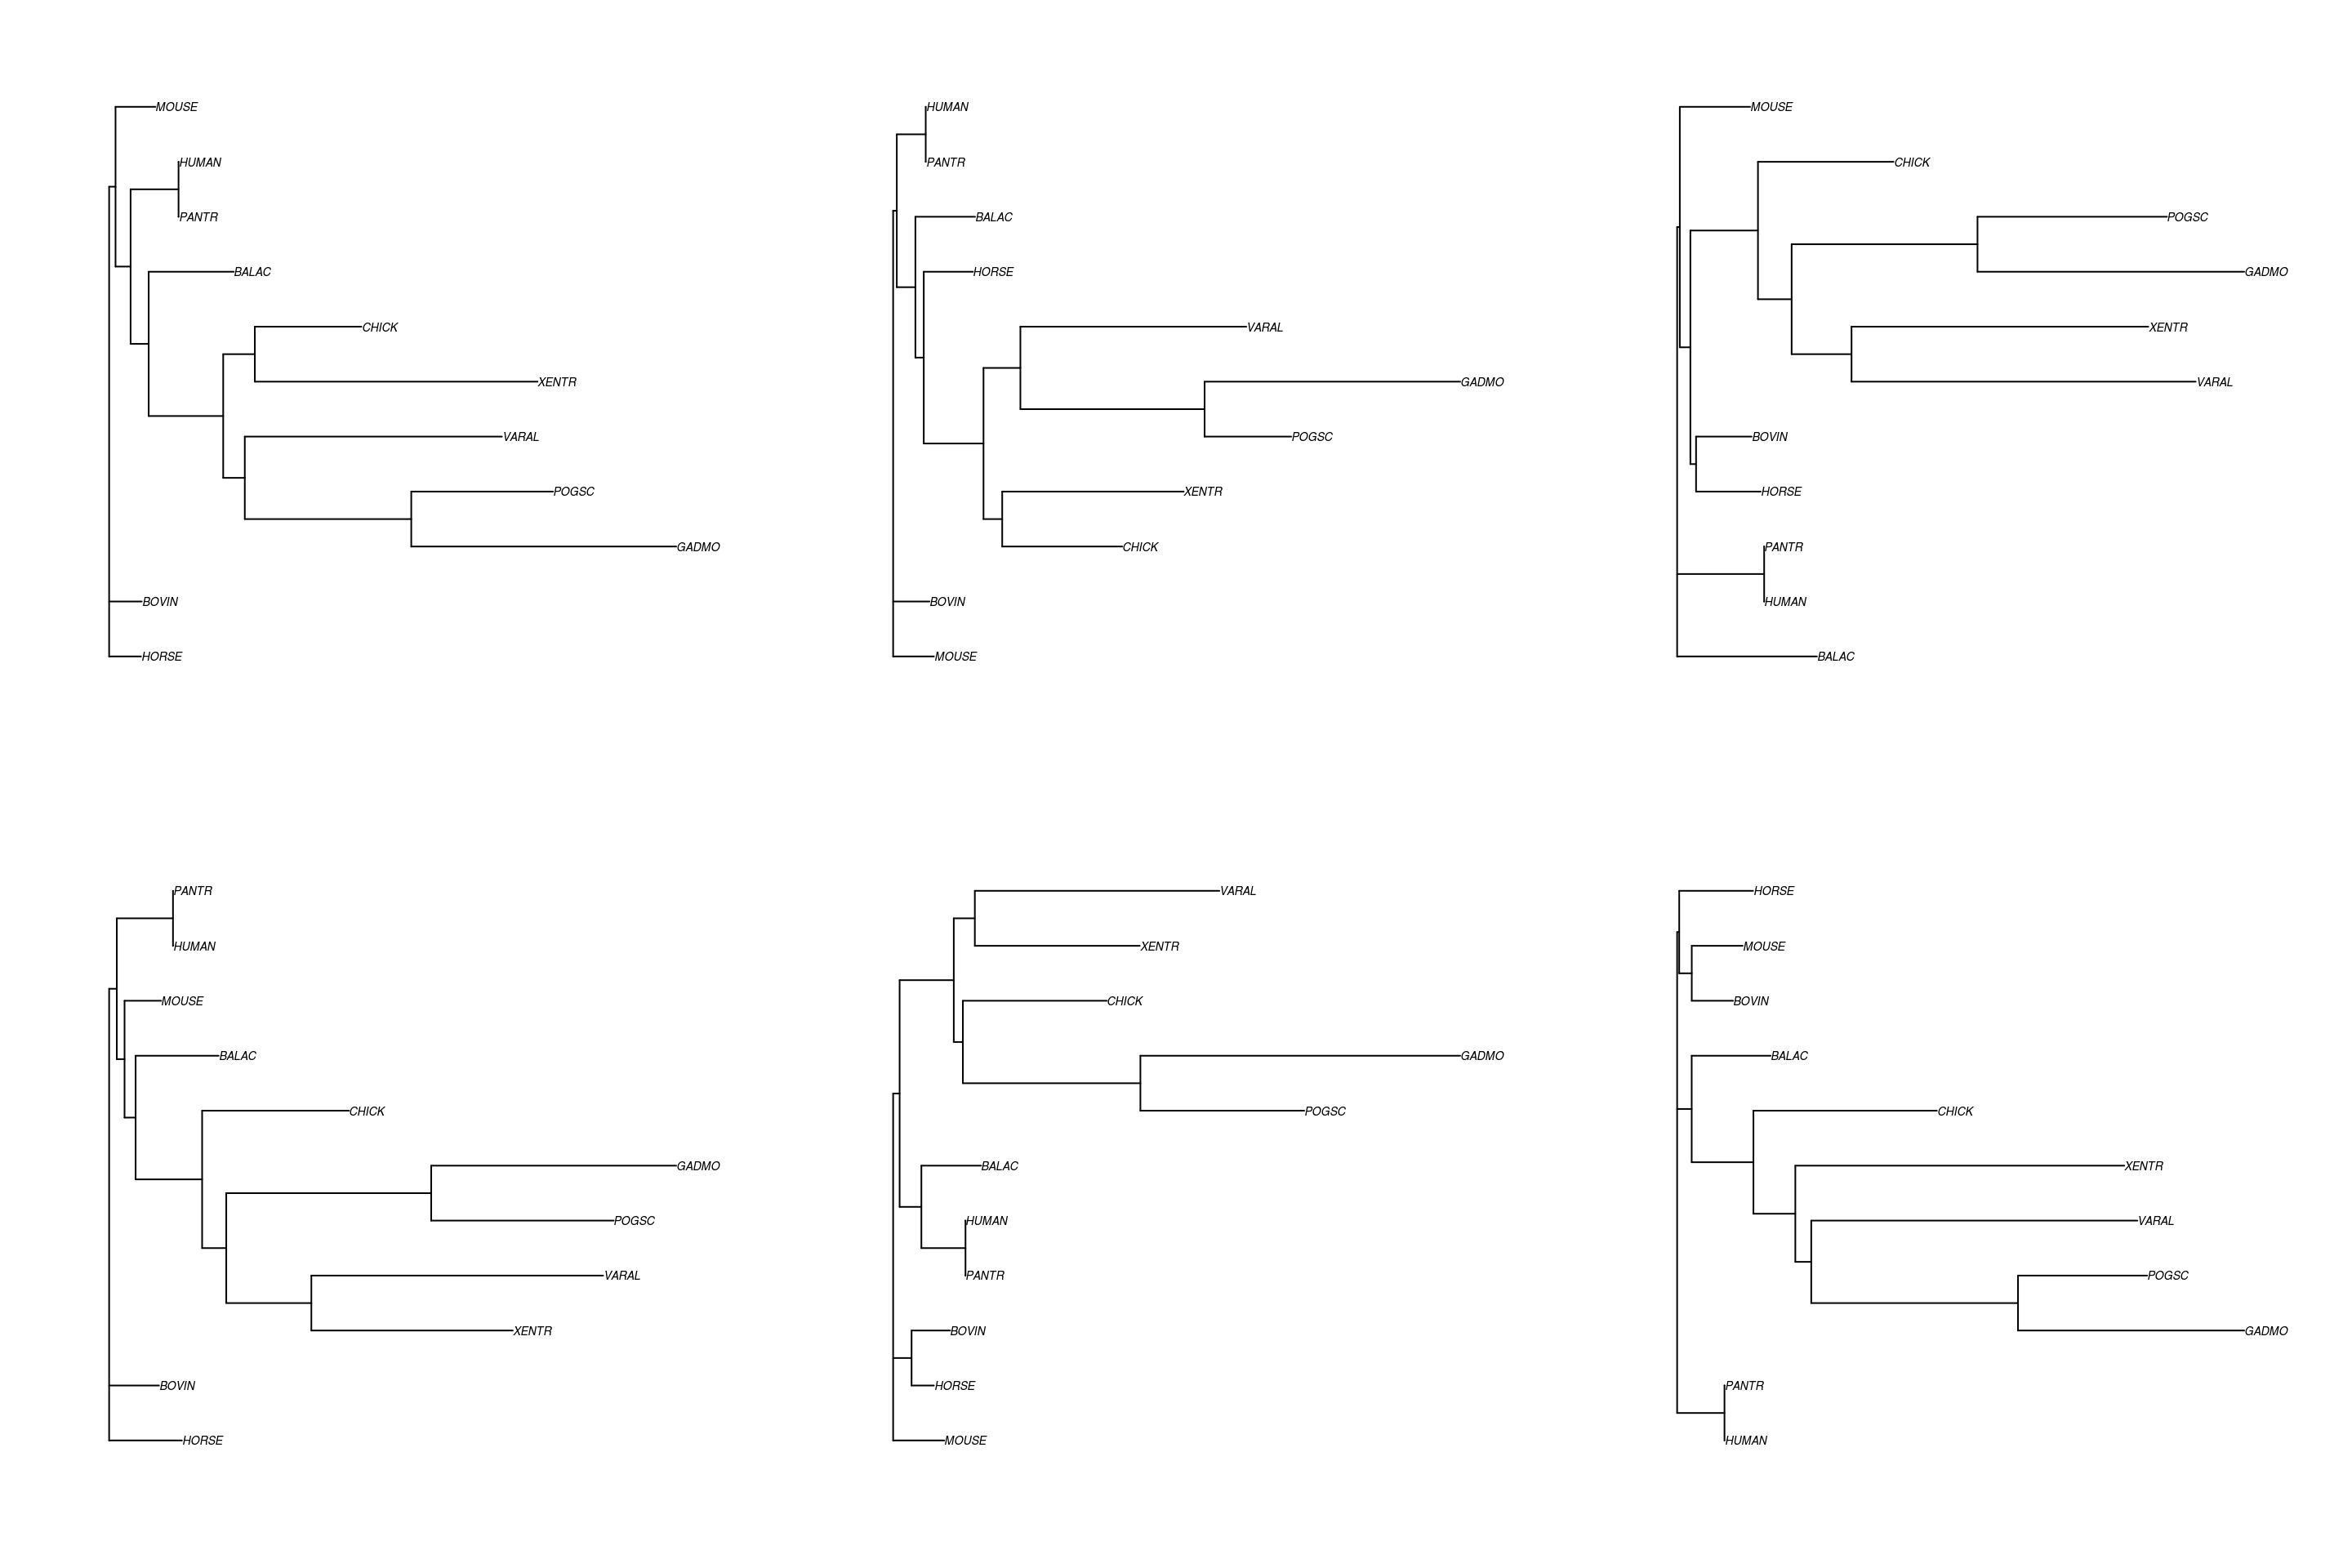 MOUSE
HUMAN
PANTR
BALAC
CHICK
XENTR
VARAL
POGSC
GADMO
BOVIN
HORSE
HUMAN
PANTR
BALAC
HORSE
VARAL
GADMO
POGSC
XENTR
CHICK
BOVIN
MOUSE
MOUSE
CHICK
POGSC
GADMO
XENTR
VARAL
BOVIN
HORSE
PANTR
HUMAN
BALAC
PANTR
HUMAN
MOUSE
BALAC
CHICK
GADMO
POGSC
VARAL
XENTR
BOVIN
HORSE
VARAL
XENTR
CHICK
GADMO
POGSC
BALAC
HUMAN
PANTR
BOVIN
HORSE
MOUSE
HORSE
MOUSE
BOVIN
BALAC
CHICK
XENTR
VARAL
POGSC
GADMO
PANTR
HUMAN